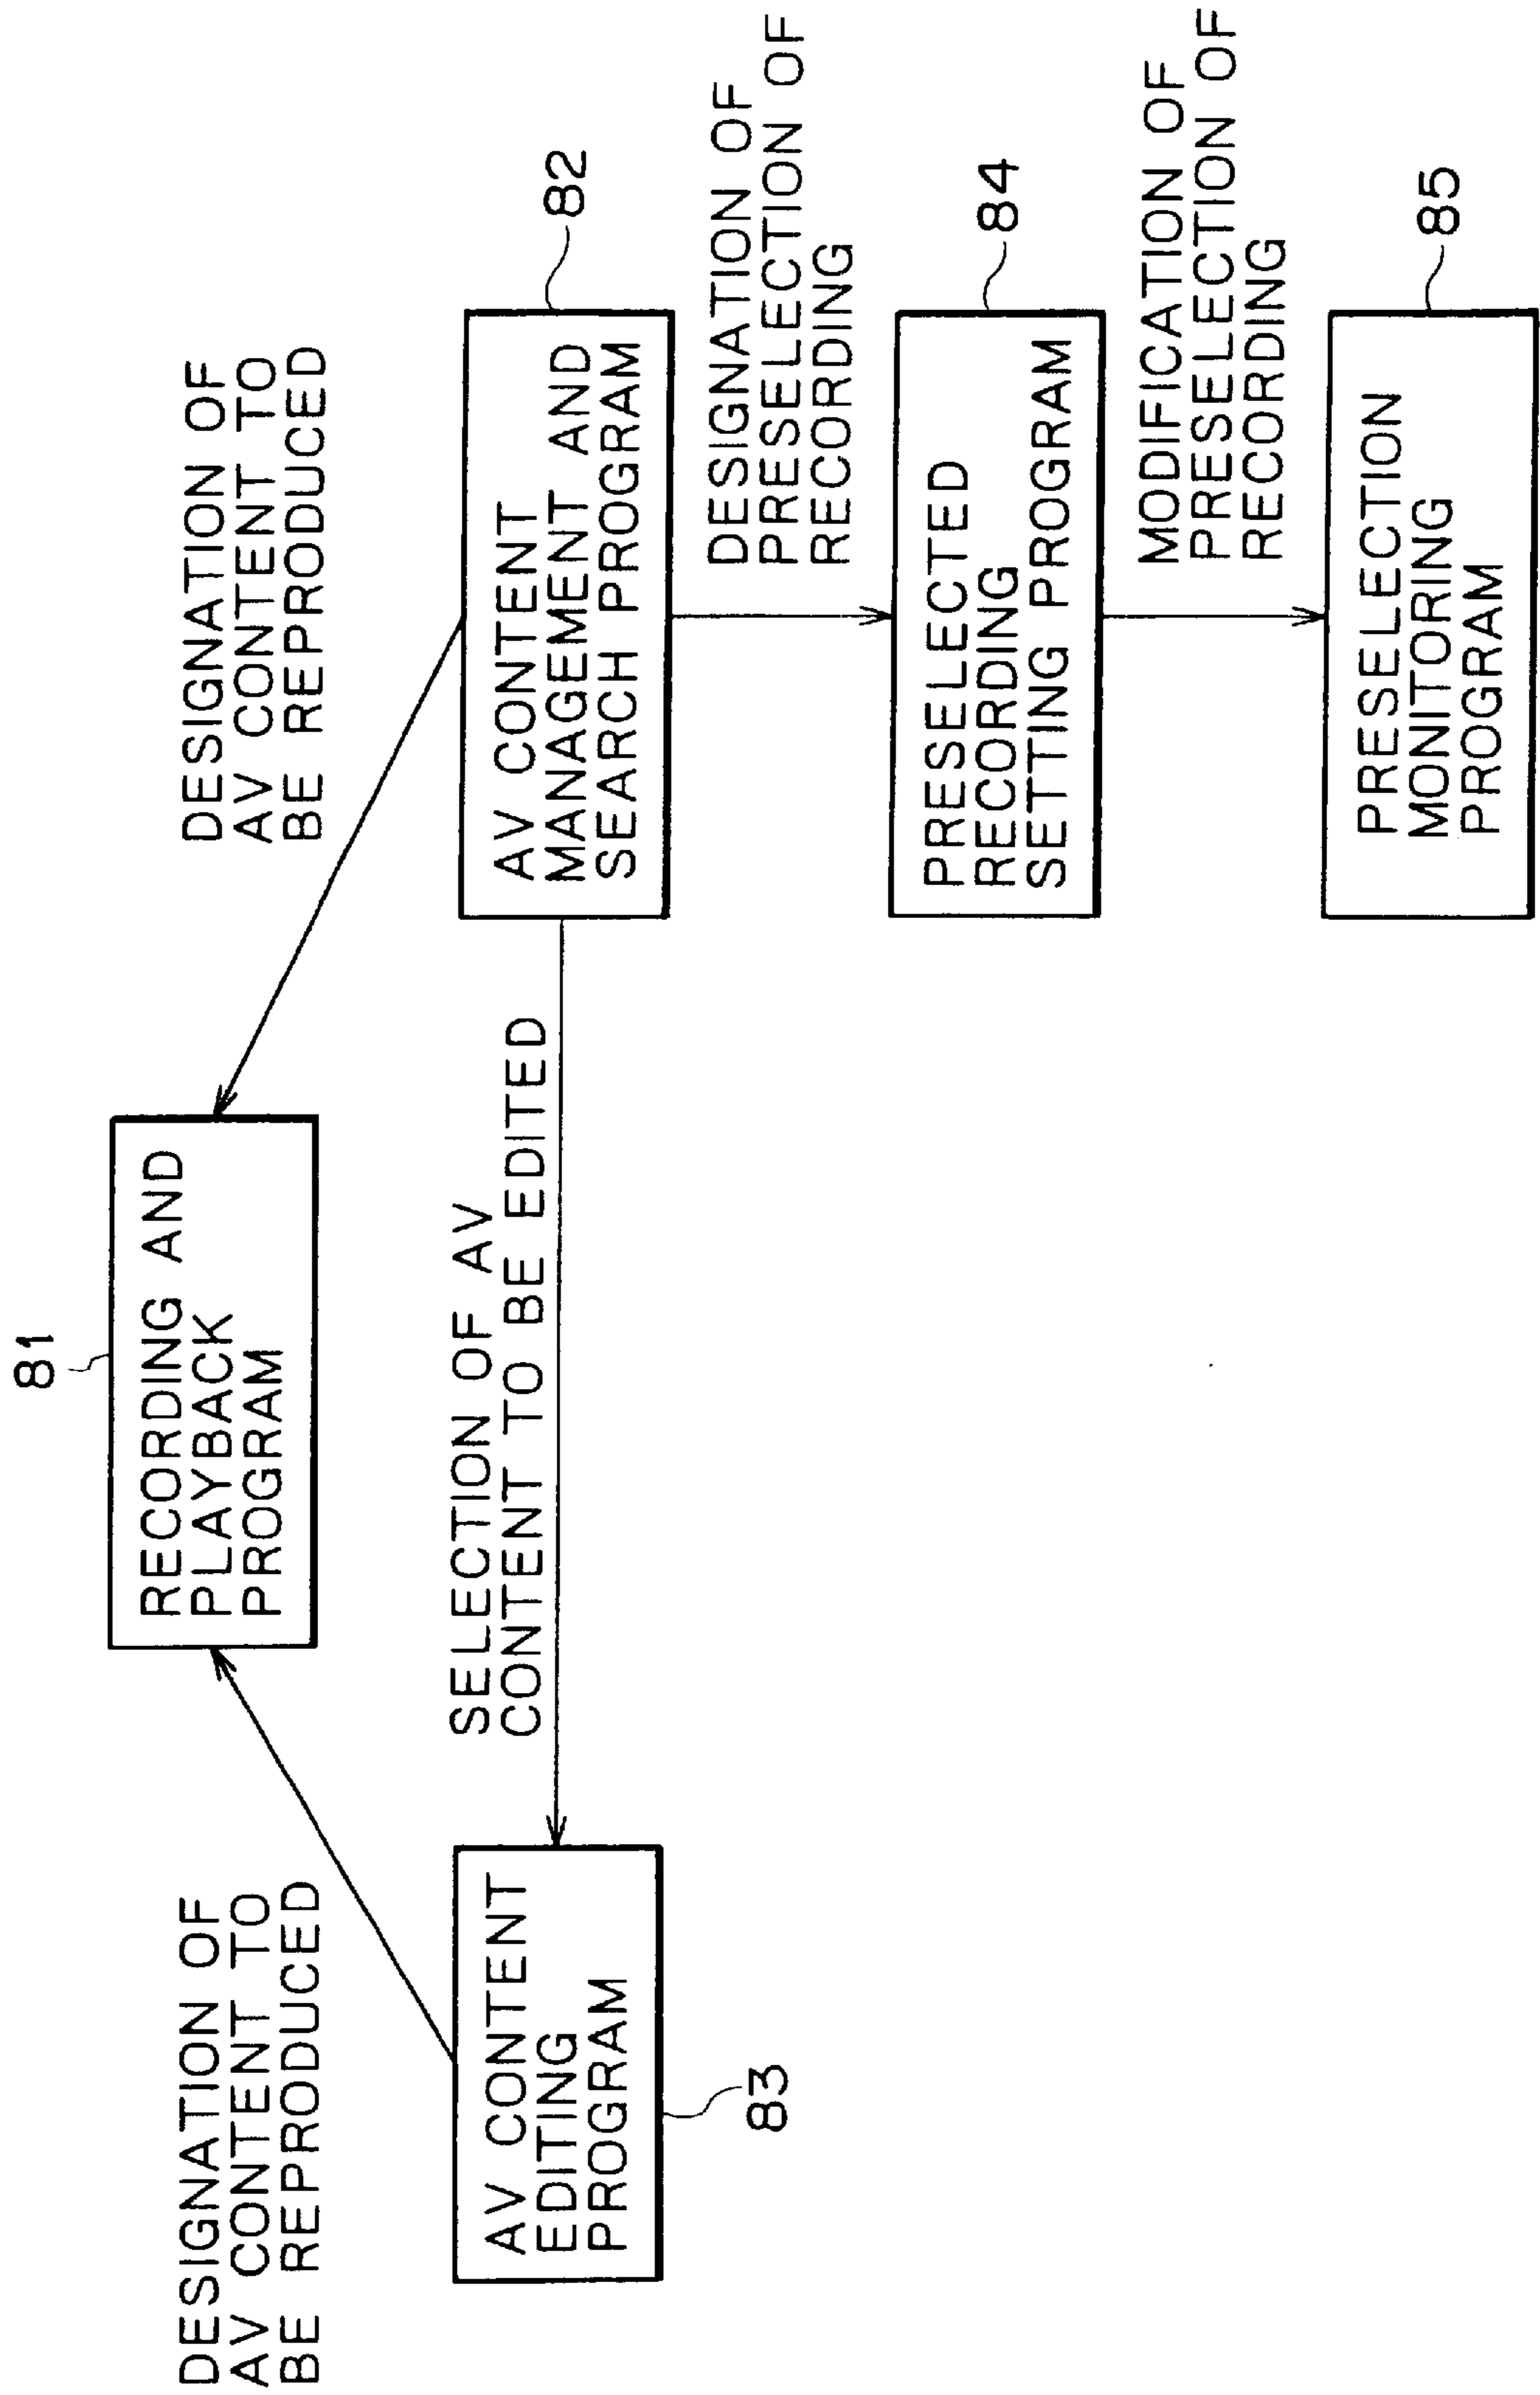 81
RECORDING AND
PLAYBACK
PROGRAM
DESIGNATION OF
AV CONTENT TO
BE REPRODUCED
DESIGNATION OF
AV CONTENT TO
BE REPRODUCED
SELECTION OF AV
CONTENT TO BE EDITED
AV CONTENT
EDITING
PROGRAM
83
AV CONTENT
MANAGEMENT AND
SEARCH PROGRAM
82
DESIGNATION OF
PRESELECTION OF
RECORDING
PRESELECTED
RECORDING
SETTING PROGRAM
84
MODIFICATION OF
PRESELECTION OF
RECORDING
PRESELECTION
MONITORING
PROGRAM
85